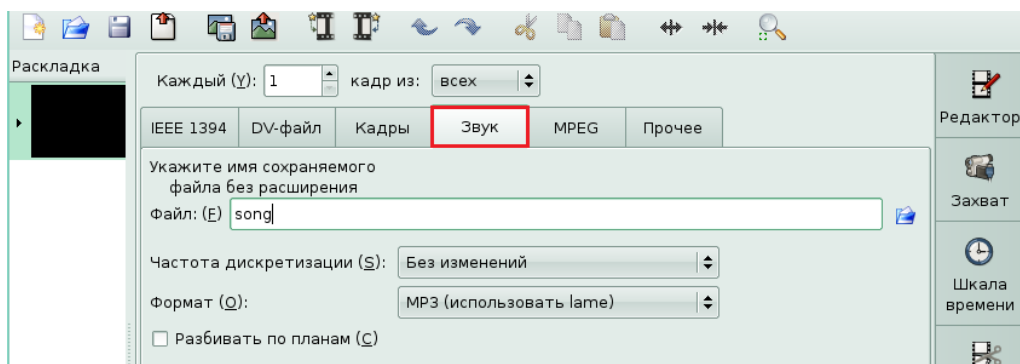 Раскладка
Каждый (Y): 1 кадр из: всех
IEEE 1394 DV-файл Кадры Звук MPEG Прочее
Укажите имя сохраняемого
файла без расширения
Файл: (F) song
Частота дискретизации (S): Без изменений
Формат (O): MP3 (использовать lame)
Разбивать по планам (C)
Редактор
Захват
Шкала
времени